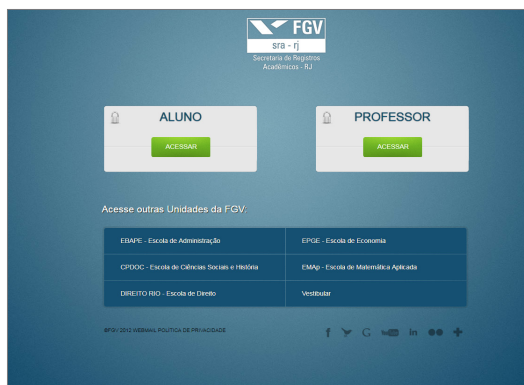 FGV
sra - rj
Secretaria de Registros
Acadêmicos - RJ
ALUNO
PROFESSOR
ACESSAR
ACESSAR
Acesse outras Unidades da FGV:
EBAPE - Escola de Administração
EPGE - Escola de Economia
CPDOC - Escola de Ciências Sociais e História
EMAp - Escola de Matemática Aplicada
DIREITO RIO - Escola de Direito
Vestibular
©FGV 2012 WEBMAIL POLÍTICA DE PRIVACIDADE